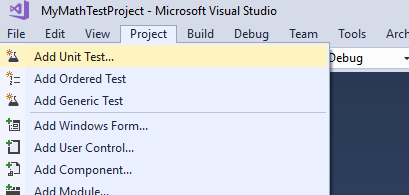 MyMathTestProject - Microsoft Visual Studio
File Edit View Project Build Debug Team Tools Arch
Add Unit Test... Debug
Add Ordered Test
Add Generic Test
Add Windows Form...
Add User Control...
Add Component...
Add Module...